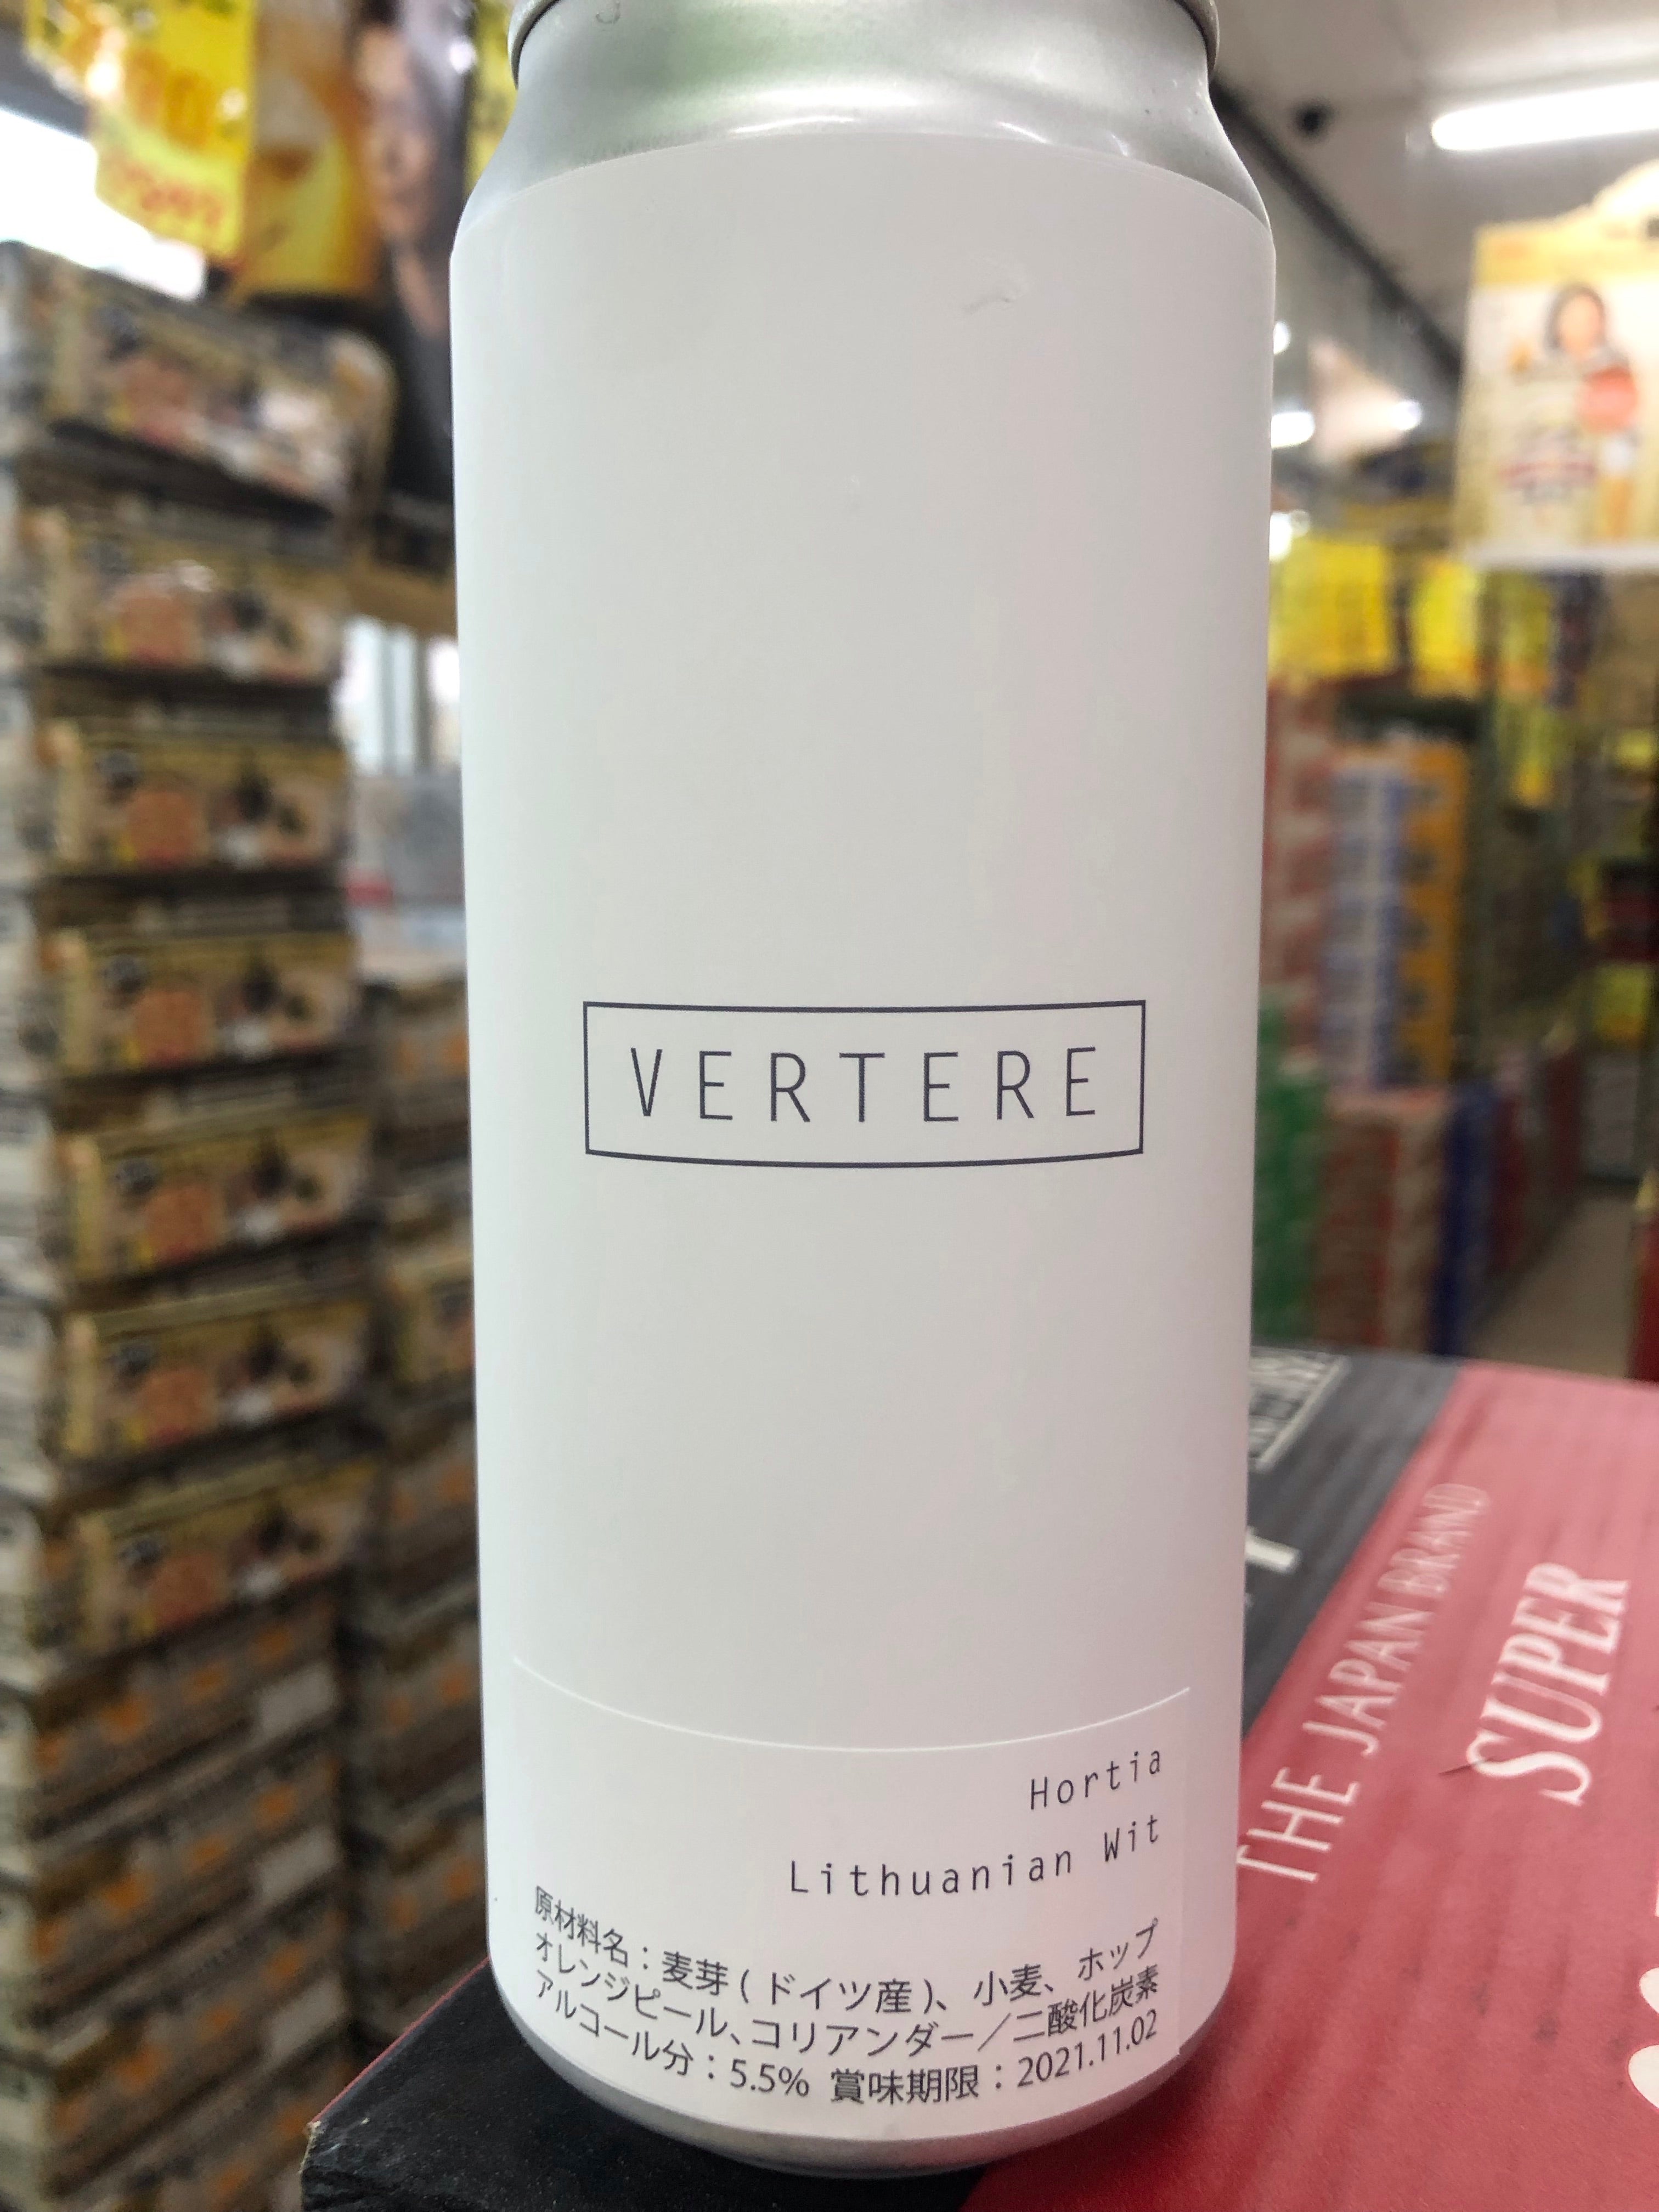 VERTERE
Hortia
Lithuanian Wit
原材料名：麦芽(ドイツ産)、小麦、ホップ
オレンジピール、コリアンダー／二酸化炭素
アルコール分：5.5% 賞味期限：2021.11.02
THE JAPAN BRAND
SUPER